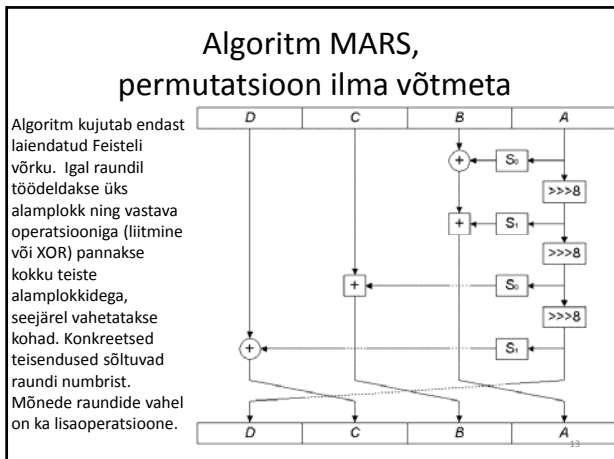 Algoritm MARS,
permutatsioon ilma võtmeta
Algoritm kujutab endast
laiendatud Feisteli
võrku. Igal raundil
töödeldakse üks
alamplokk ning vastava
operatsiooniga (liitmine
või XOR) pannakse
kokku teiste
alamplokkidega,
seejärel vahetatakse
kohad. Konkreetsed
teisendused sõltuvad
raundi numbrist.
Mõnede raundide vahel
on ka lisaoperatsioone.
D C B A
+ S₀
>>>8
+ S₁
>>>8
+ S₀
>>>8
+ S₁
D C B A
13